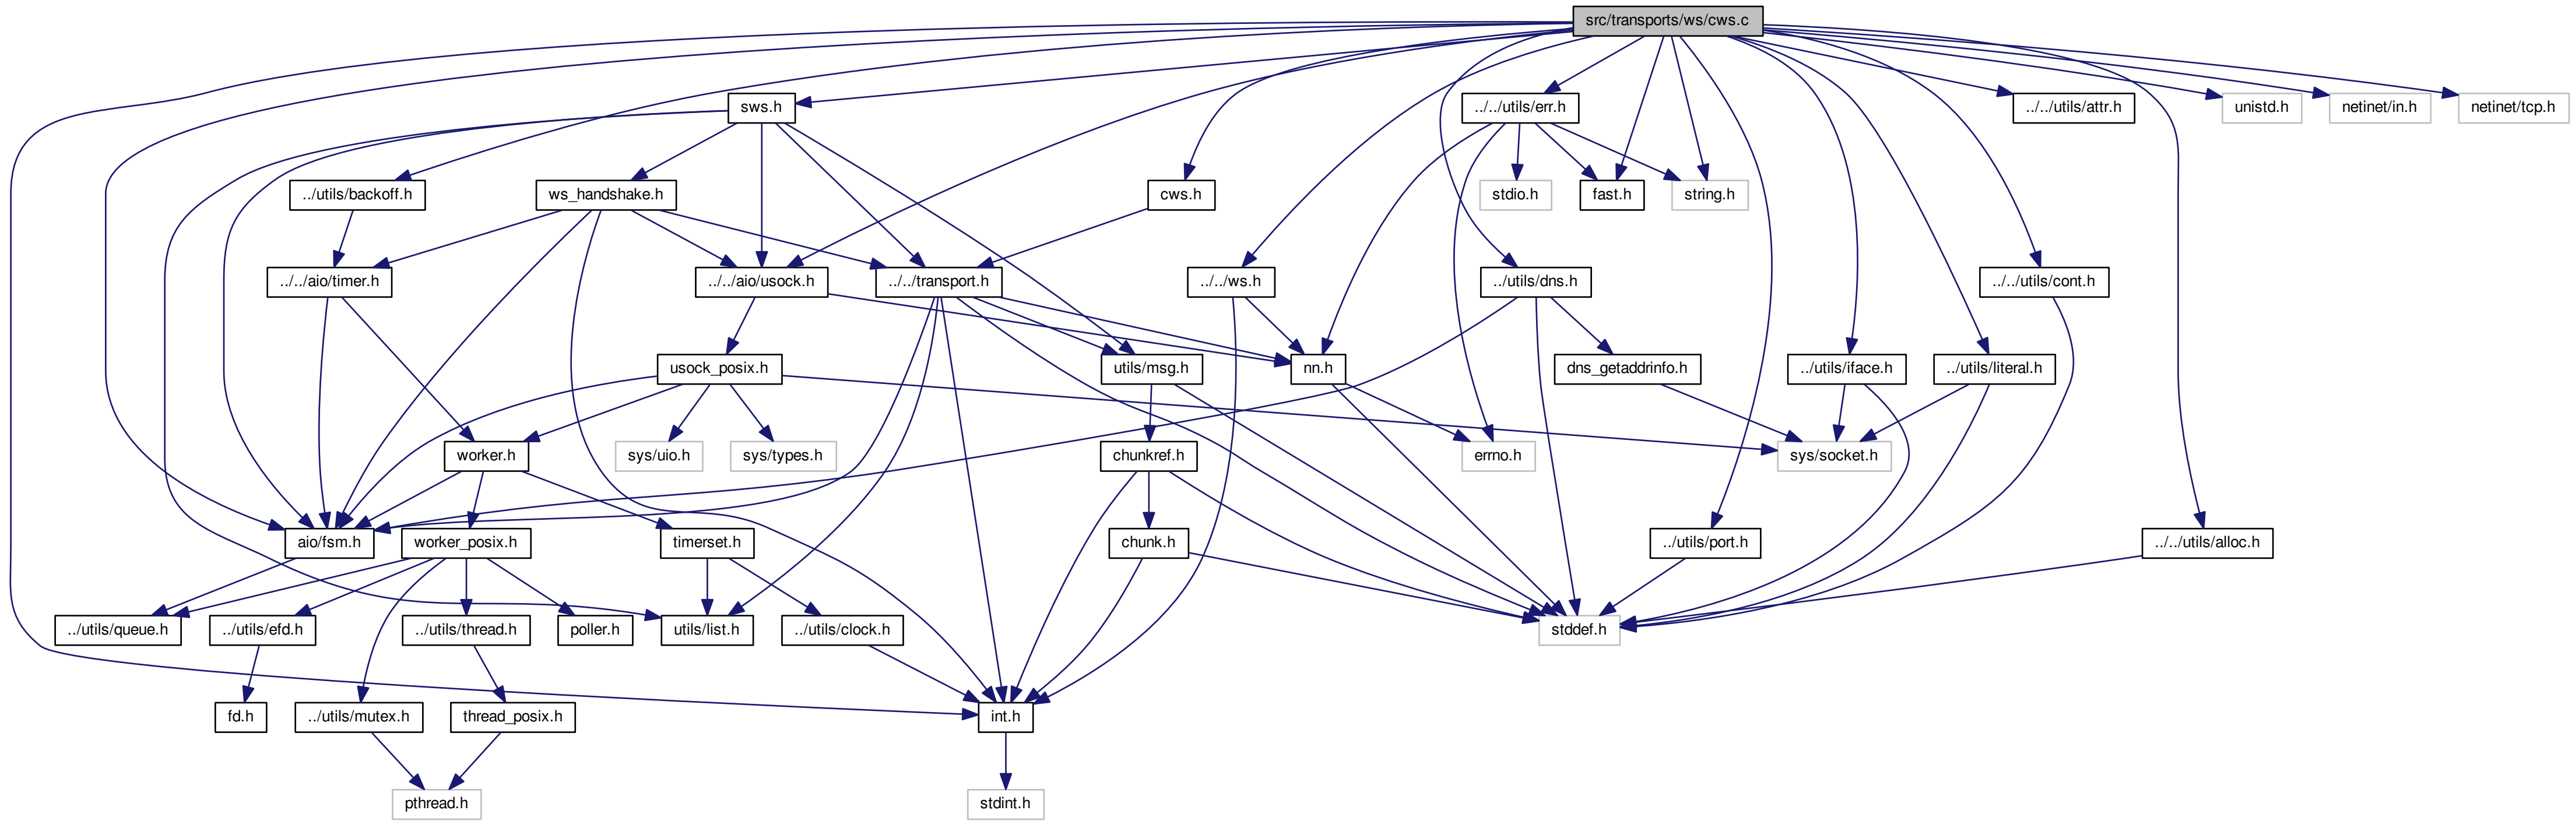 src/transports/ws/cws.c
sws.h
../../utils/err.h
../../utils/attr.h
unistd.h
netinet/in.h
netinet/tcp.h
../utils/backoff.h
ws_handshake.h
cws.h
stdio.h
fast.h
string.h
../../aio/timer.h
../../aio/usock.h
../../transport.h
../../ws.h
../utils/dns.h
../../utils/cont.h
usock_posix.h
utils/msg.h
nn.h
dns_getaddrinfo.h
../utils/iface.h
../utils/literal.h
worker.h
sys/uio.h
sys/types.h
chunkref.h
errno.h
sys/socket.h
aio/fsm.h
worker_posix.h
timerset.h
chunk.h
../utils/port.h
../../utils/alloc.h
../utils/queue.h
../utils/efd.h
../utils/thread.h
poller.h
utils/list.h
../utils/clock.h
stddef.h
fd.h
../utils/mutex.h
thread_posix.h
int.h
pthread.h
stdint.h